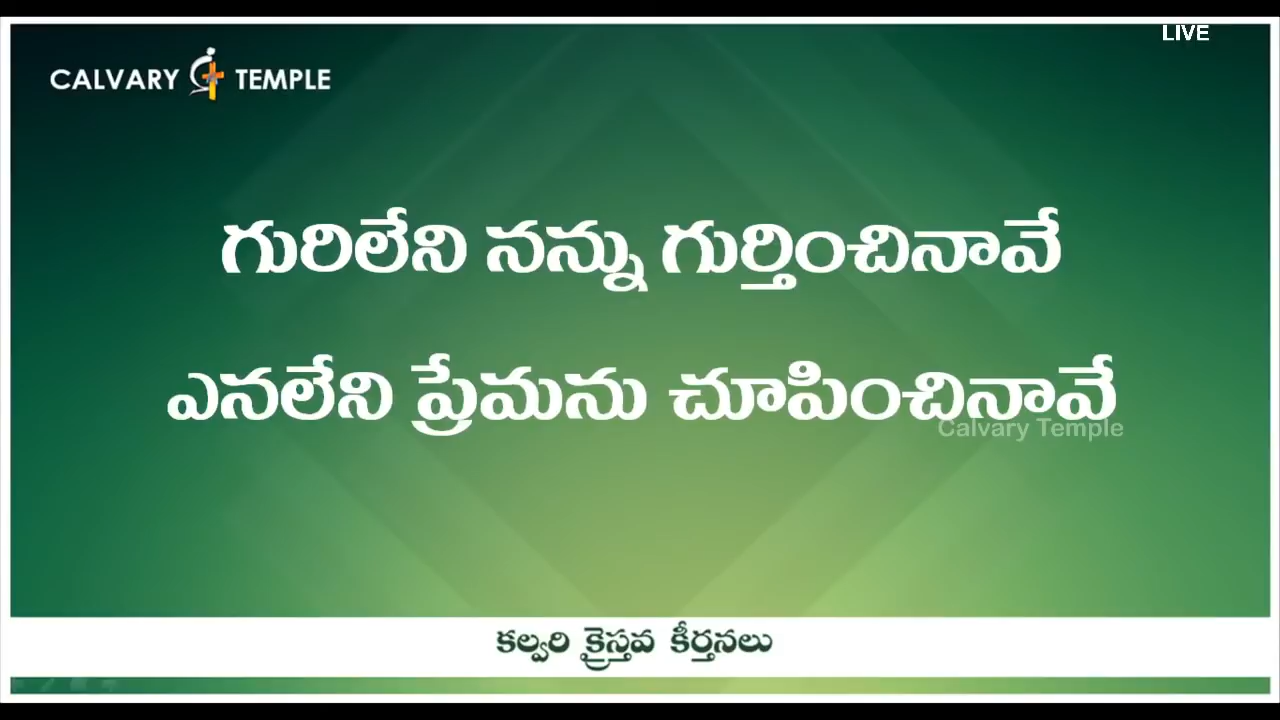 LIVE
CALVARY TEMPLE
గురిలేని నన్ను గుర్తించినావే
ఎనలేని ప్రేమను చూపించినావే
Calvary Temple
కల్వరి క్రైస్తవ కీర్తనలు